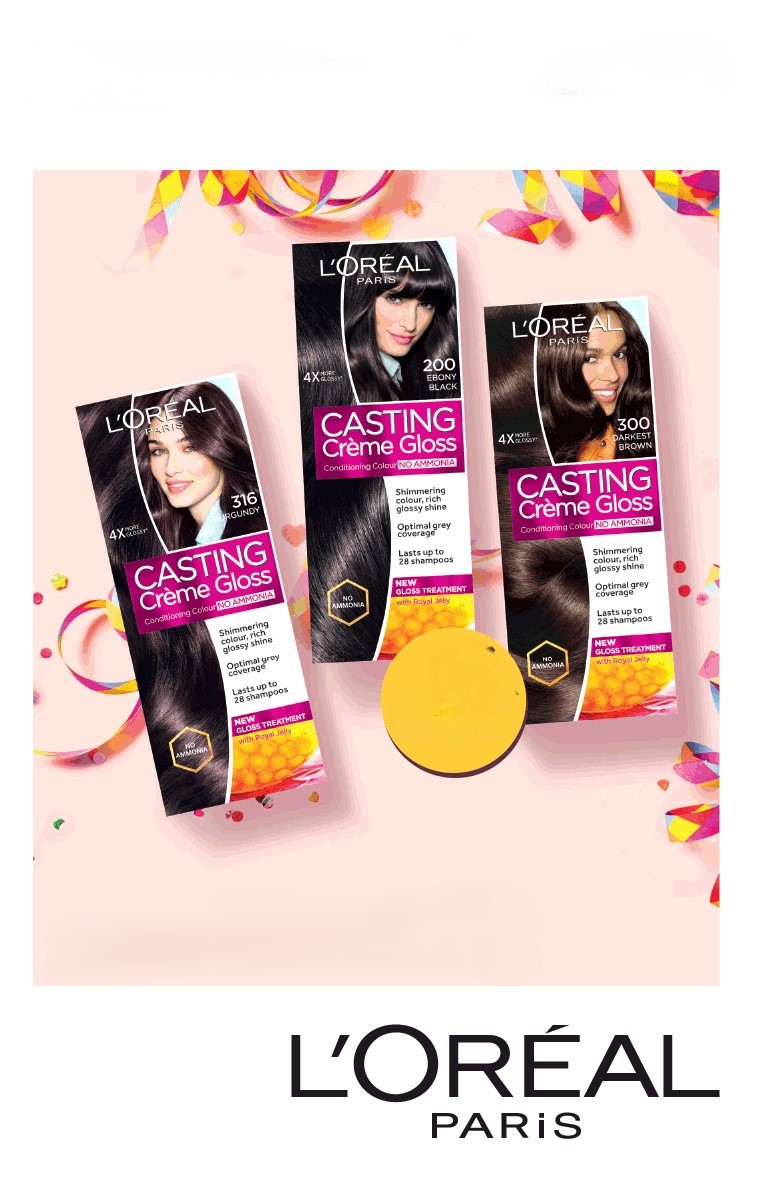 L'ORÉAL
PARiS
316
BURGUNDY
4X MORE
GLOSSY*
CASTING
Crème Gloss
Conditioning Colour NO AMMONIA
Shimmering
colour, rich
glossy shine
Optimal grey
coverage
Lasts up to
28 shampoos
NEW
GLOSS TREATMENT
with Royal Jelly
NO
AMMONIA
L'ORÉAL
PARiS
200
EBONY
BLACK
4X MORE
GLOSSY*
CASTING
Crème Gloss
Conditioning Colour NO AMMONIA
Shimmering
colour, rich
glossy shine
Optimal grey
coverage
Lasts up to
28 shampoos
NEW
GLOSS TREATMENT
with Royal Jelly
NO
AMMONIA
L'ORÉAL
PARiS
300
DARKEST
BROWN
4X MORE
GLOSSY*
CASTING
Crème Gloss
Conditioning Colour NO AMMONIA
Shimmering
colour, rich
glossy shine
Optimal grey
coverage
Lasts up to
28 shampoos
NEW
GLOSS TREATMENT
with Royal Jelly
NO
AMMONIA
L'ORÉAL
PARiS